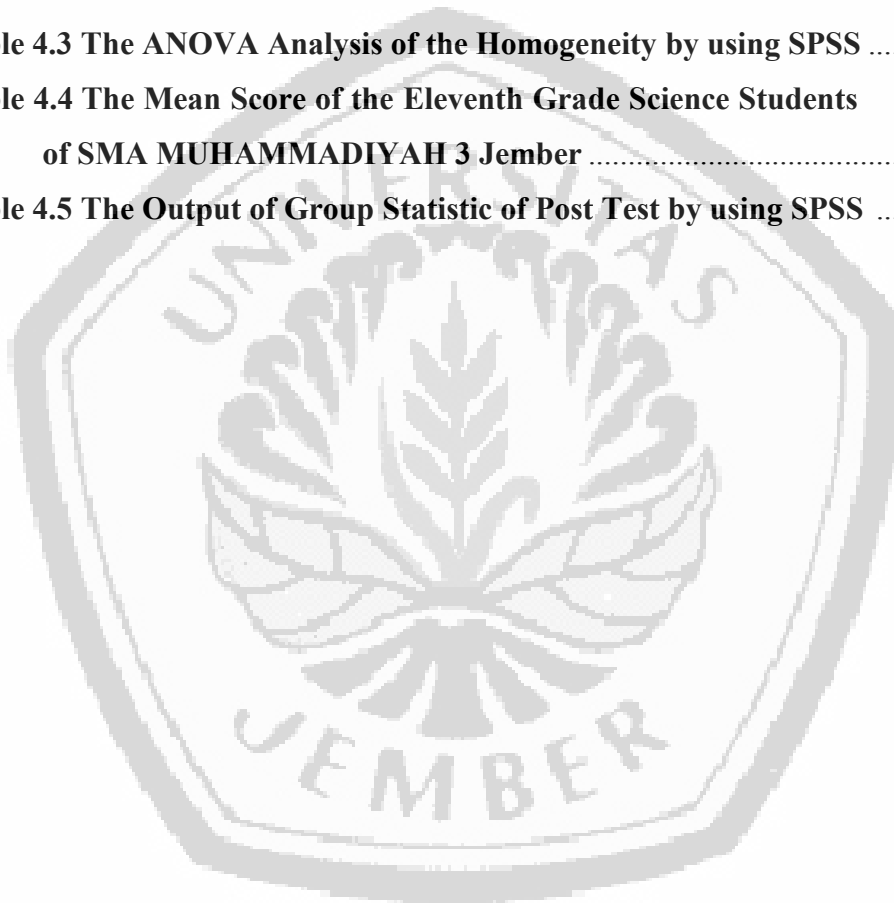 le 4.3 The ANOVA Analysis of the Homogeneity by using SPSS ....
le 4.4 The Mean Score of the Eleventh Grade Science Students
of SMA MUHAMMADIYAH 3 Jember .......................................
le 4.5 The Output of Group Statistic of Post Test by using SPSS ...
UNIVERSITAS
JEMBER